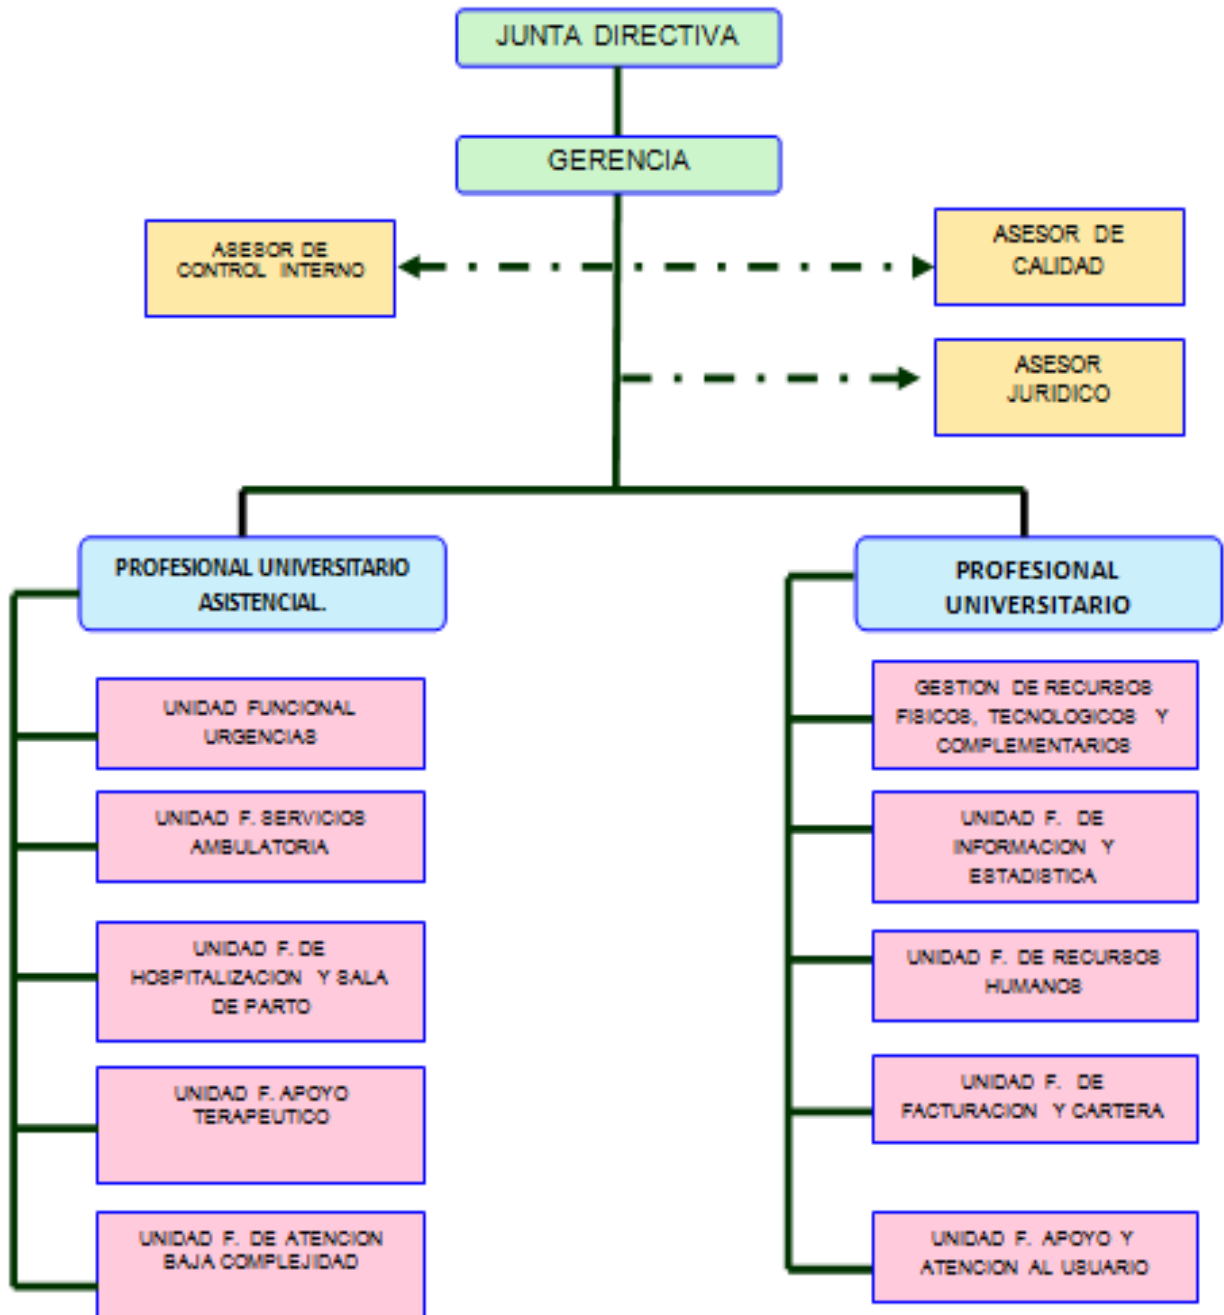 JUNTA DIRECTIVA
GERENCIA
ASESOR DE
CONTROL INTERNO
ASESOR DE
CALIDAD
ASESOR
JURIDICO
PROFESIONAL UNIVERSITARIO
ASISTENCIAL.
UNIDAD FUNCIONAL
URGENCIAS
UNIDAD F. SERVICIOS
AMBULATORIA
UNIDAD F. DE
HOSPITALIZACION Y SALA
DE PARTO
UNIDAD F. APOYO
TERAPEUTICO
UNIDAD F. DE ATENCION
BAJA COMPLEJIDAD
PROFESIONAL
UNIVERSITARIO
GESTION DE RECURSOS
FISICOS, TECNOLOGICOS Y
COMPLEMENTARIOS
UNIDAD F. DE
INFORMACION Y
ESTADISTICA
UNIDAD F. DE RECURSOS
HUMANOS
UNIDAD F. DE
FACTURACION Y CARTERA
UNIDAD F. APOYO Y
ATENCION AL USUARIO